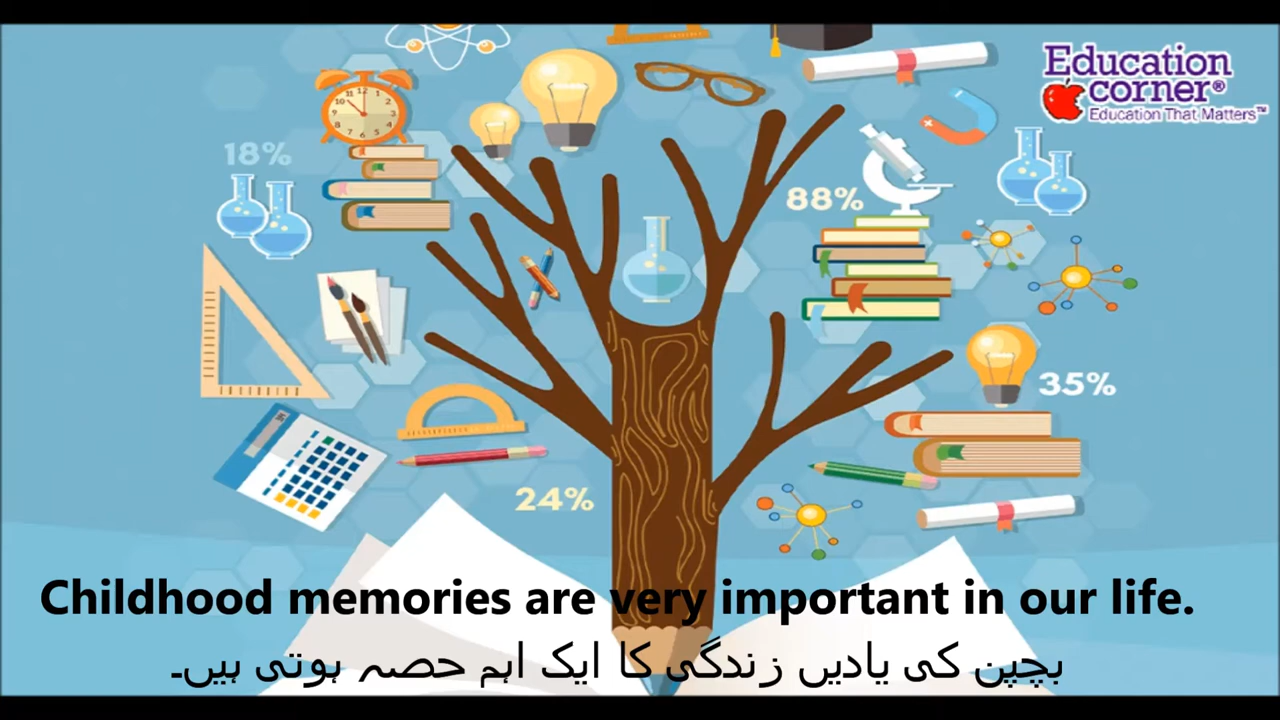 Education
corner®
Education That Matters™
18%
88%
35%
24%
Childhood memories are very important in our life.
بچپن کی یادیں زندگی کا ایک اہم حصہ ہوتی ہیں۔